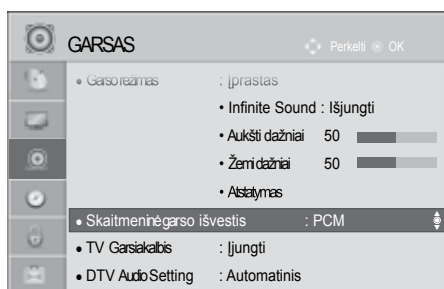 GARSAS Perkelti OK
• Garso režimas : Įprastas
• Infinite Sound : Išjungti
• Aukšti dažniai 50
• Žemi dažniai 50
• Atstatymas
• Skaitmeninė garso išvestis : PCM
• TV Garsiakalbis : Įjungti
• DTV Audio Setting : Automatinis